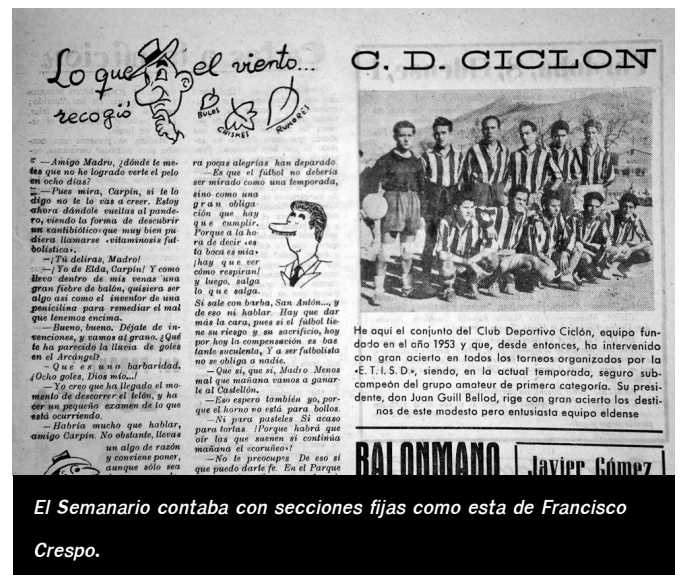 Lo que el viento...
recogió
BULOS
CHISMES
RUMORES
—Amigo Madro, ¿dónde te me-
tes que no he logrado verte el pelo
en ocho días?
—Pues mira, Carpín, si te lo
digo no te lo vas a creer. Estoy
ahora dándole vueltas al pande-
ro, viendo la forma de descubrir
un «antibiótico» que muy bien pu-
diera llamarse «vitaminosis fut-
bolística».
—¡Tú deliras, Madro!
—¡Yo de Elda, Carpín! Y como
llevo dentro de mis venas una
gran fiebre de balón, quisiera ser
algo así como el inventor de una
penicilina para remediar el mal
que tenemos encima.
—Bueno, bueno. Déjate de in-
venciones, y vamos al grano. ¿Qué
te ha parecido la lluvia de goles
en el Arcángel?
—Que es una barbaridad.
¡Ocho goles, Dios mío...!
—Yo creo que ha llegado el mo-
mento de descorrer el telón, y ha-
cer un pequeño examen de lo que
está ocurriendo.
—Habría mucho que hablar,
amigo Carpín. No obstante, llevas
un algo de razón
y conviene poner,
aunque sólo sea
ra pocas alegrías han deparado.
—Es que el fútbol no debería
ser mirado como una temporada,
sino como una
gran obliga-
ción que hay
que cumplir.
Porque a la ho-
ra de decir «es
ta boca es mía»
¡hay que ver
cómo respiran!
y luego, salga
lo que salga.
Si sale con barba, San Antón..., y
de eso ni hablar. Hay que dar
más la cara, pues si el fútbol tie-
ne su riesgo y su sacrificio, hoy
por hoy la compensación es bas
tante suculenta, Y a ser futbolista
no se obliga a nadie.
—Que sí, que sí, Madro Menos
mal que mañana vamos a ganar-
te al Castellón.
—Eso espero también yo, por-
que el horno no está para bollos.
—Ni para pasteles Si acaso
para tortas ¡Porque habrá que
oír las que suenen si continúa
mañana el «coruñeo»!
—No te preocupes De eso sí
que puedo darte fe. En el Parque
C. D. CICLON
He aquí el conjunto del Club Deportivo Ciclón, equipo fun-
dado en el año 1953 y que, desde entonces, ha intervenido
con gran acierto en todos los torneos organizados por la
«E. T. I. S. D.», siendo, en la actual temporada, seguro sub-
campeón del grupo amateur de primera categoría. Su presi-
dente, don Juan Guill Bellod, rige con gran acierto los desti-
nos de este modesto pero entusiasta equipo eldense
BALONMANO
Javier Gómez
El Semanario contaba con secciones fijas como esta de Francisco
Crespo.